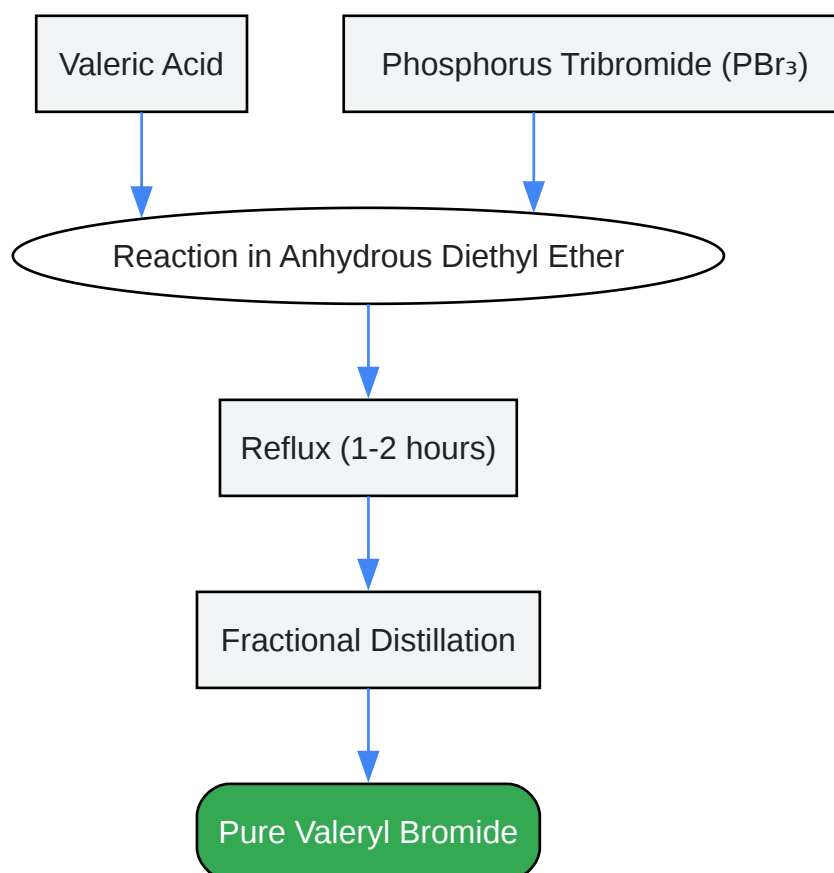 Valeric Acid
Phosphorus Tribromide (PBr₃)
Reaction in Anhydrous Diethyl Ether
Reflux (1-2 hours)
Fractional Distillation
Pure Valeryl Bromide